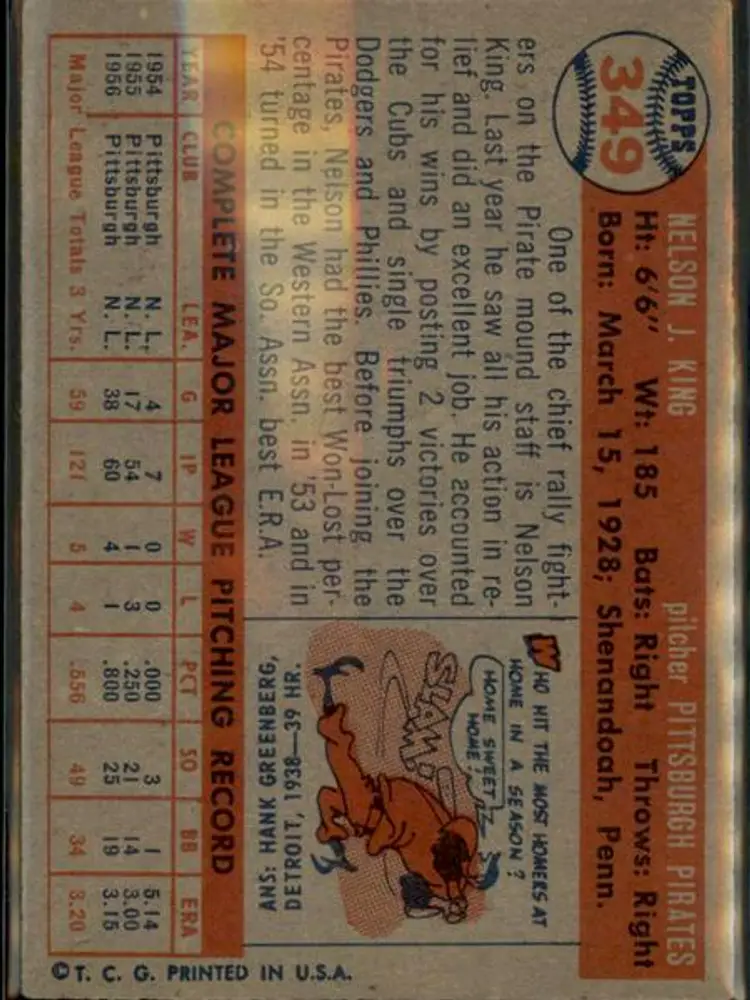 TOPPS
349
NELSON J. KING pitcher PITTSBURGH PIRATES
Ht: 6'6" Wt: 185 Bats: Right Throws: Right
Born: March 15, 1928; Shenandoah, Penn.
One of the chief rally fight-
ers on the Pirate mound staff is Nelson
King. Last year he saw all his action in re-
lief and did an excellent job. He accounted
for his wins by posting 2 victories over
the Cubs and single triumphs over the
Dodgers and Phillies. Before joining the
Pirates, Nelson had the best Won-Lost per-
centage in the Western Assn. in '53 and in
'54 turned in the So. Assn. best E.R.A.
WHO HIT THE MOST HOMERS AT
HOME IN A SEASON?
HOME SWEET
HOME!
SLAM!
ANS: HANK GREENBERG,
DETROIT, 1938—39 HR.
COMPLETE MAJOR LEAGUE PITCHING RECORD
YEAR CLUB LEA. G IP W L PCT SO BB ERA
1954 Pittsburgh N. L. 4 7 0 0 .000 3 1 5.14
1955 Pittsburgh N. L. 17 54 1 3 .250 21 14 3.00
1956 Pittsburgh N. L. 38 60 4 1 .800 25 19 3.15
Major League Totals 3 Yrs. 59 121 5 4 .556 49 34 3.20
©T. C. G. PRINTED IN U.S.A.